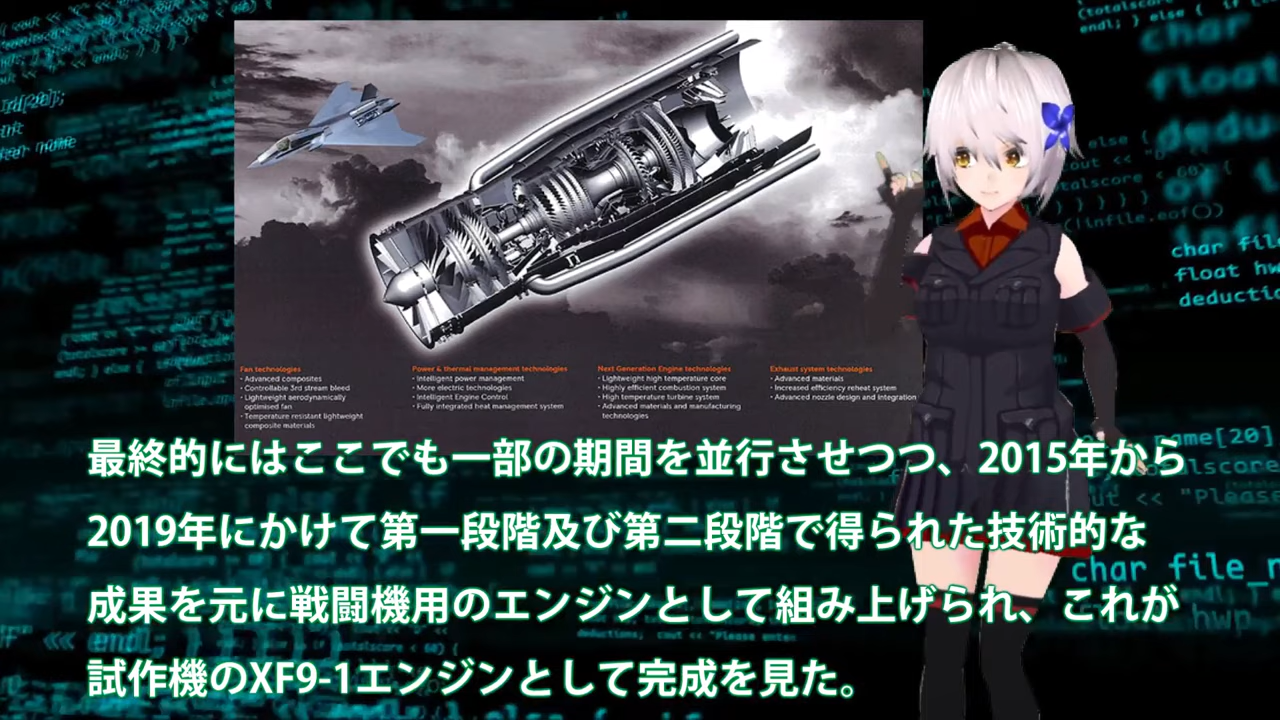 Fan technologies
• Advanced composites
• Controllable 3rd stream bleed
• Lightweight aerodynamically
optimised fan
• Temperature resistant lightweight
composite materials
Power & thermal management technologies
• Intelligent power management
• More electric technologies
• Intelligent Engine Control
• Fully integrated heat management system
Next Generation Engine technologies
• Lightweight high temperature core
• Highly efficient combustion system
• High temperature turbine system
• Advanced materials and manufacturing
technologies
Exhaust system technologies
• Advanced materials
• Increased efficiency reheat system
• Advanced nozzle design and integration
char
float
char fil
float hw
deductio
char file_n
最終的にはここでも一部の期間を並行させつつ、2015年から
2019年にかけて第一段階及び第二段階で得られた技術的な
成果を元に戦闘機用のエンジンとして組み上げられ、これが
試作機のXF9-1エンジンとして完成を見た。